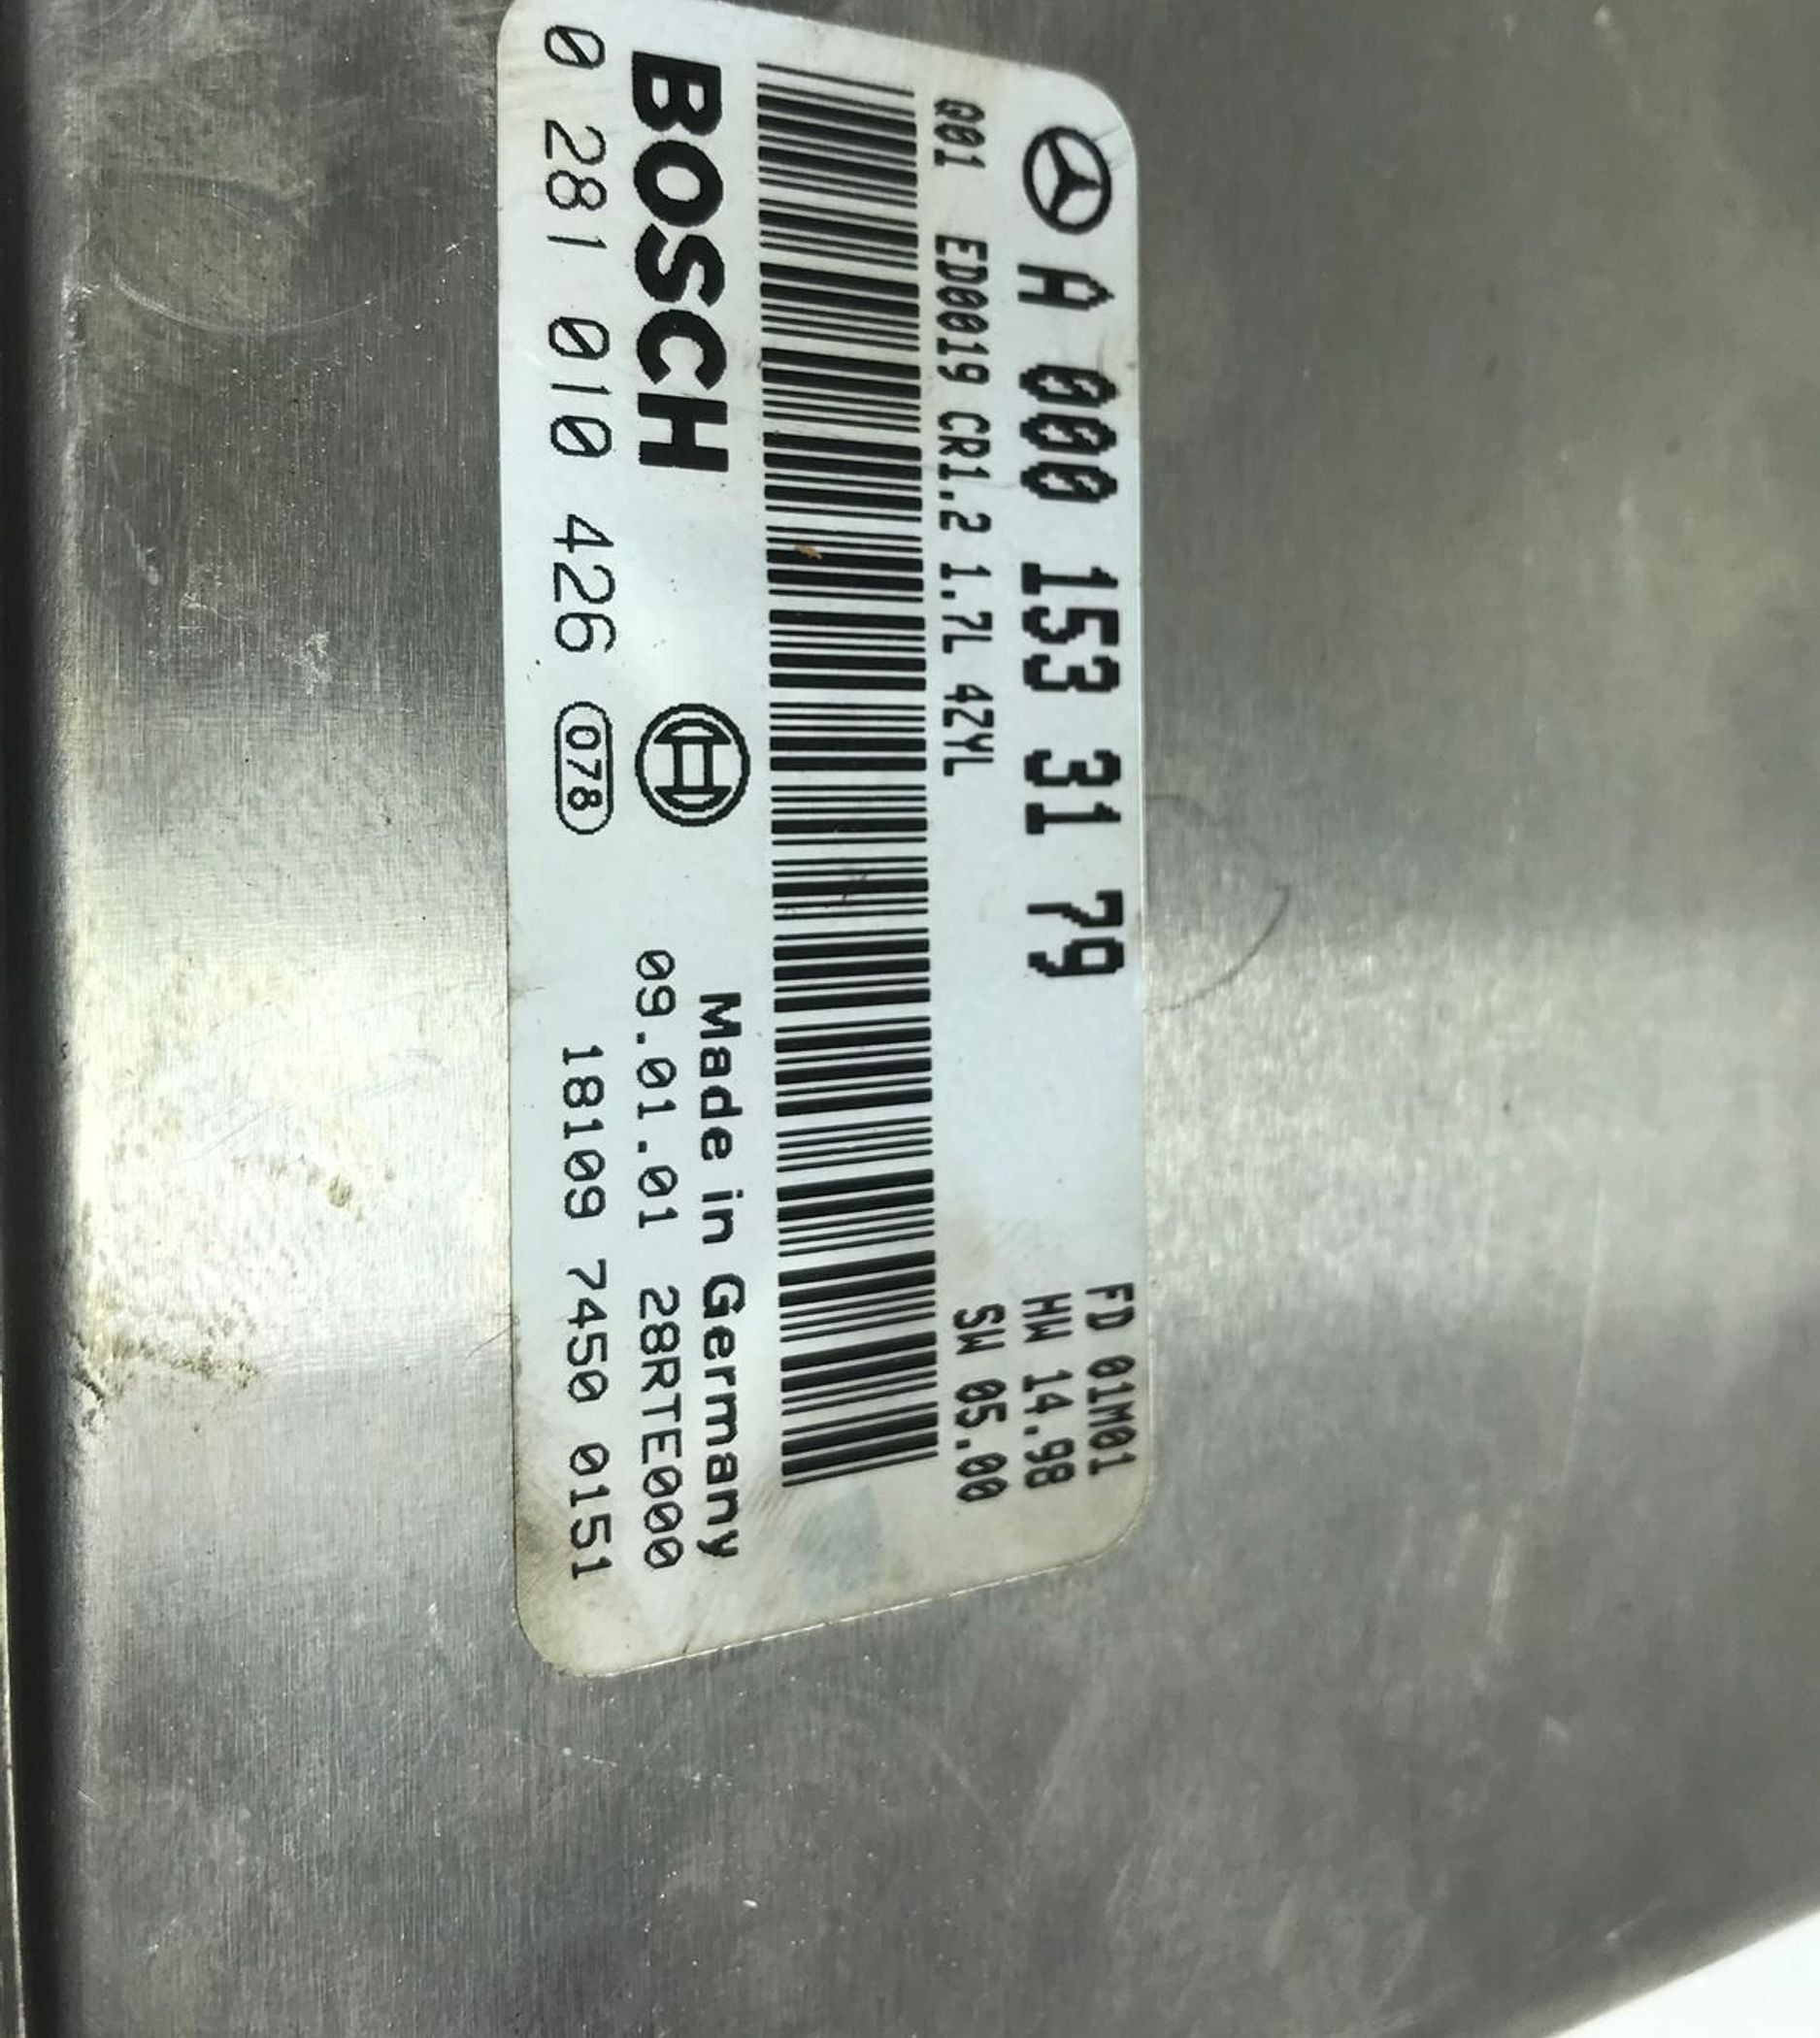 A 000 153 31 79
FD 01M01
HW 14.98
Q01 ED0019 CR1.2 1.7L 4ZYL
SW 05.00
BOSCH
Made in Germany
09.01.01 28RTE000
0 281 010 426 078
18109 7450 0151